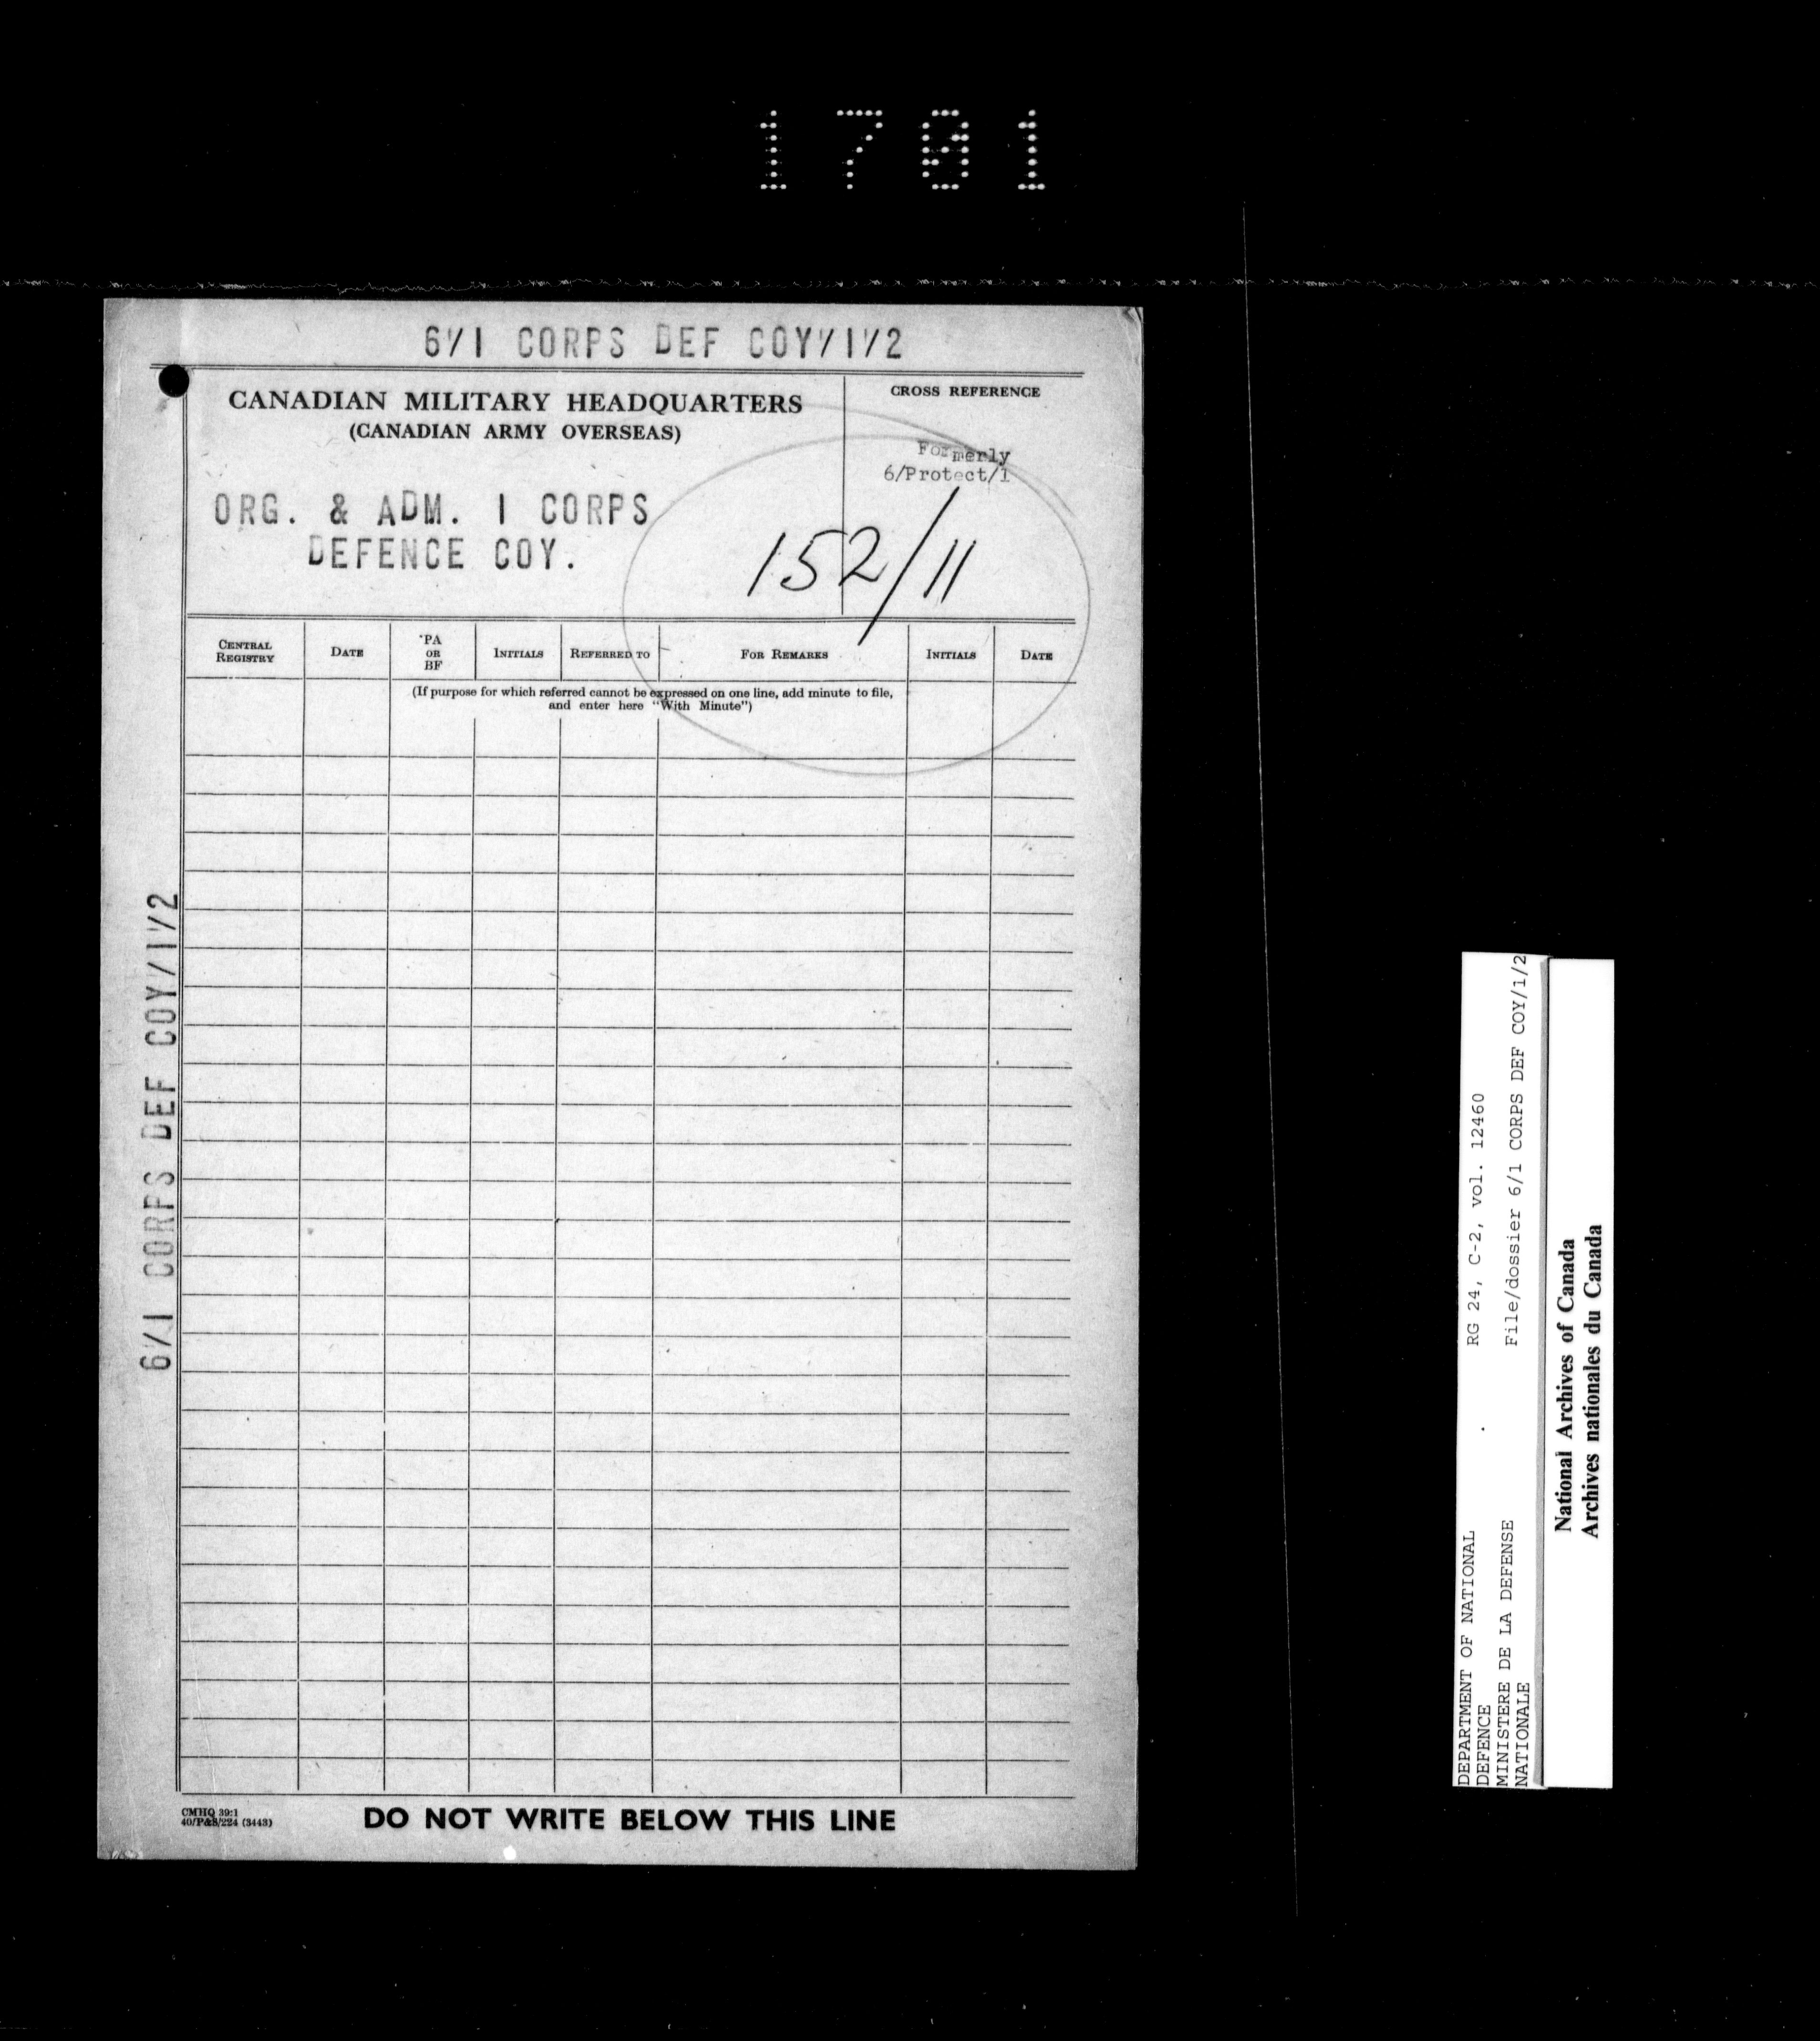 1701
6/1 CORPS DEF COY/1/2
CANADIAN MILITARY HEADQUARTERS
(CANADIAN ARMY OVERSEAS)
CROSS REFERENCE
Formerly
6/Protect/1
ORG. & ADM. 1 CORPS
DEFENCE COY.
152/11
CENTRAL REGISTRY
DATE
PA OR BF
INITIALS
REFERRED TO
FOR REMARKS
INITIALS
DATE
(If purpose for which referred cannot be expressed on one line, add minute to file,
and enter here "With Minute")
6/1 CORPS DEF COY/1/2
CMHQ 39:1
40/P&S/224 (3443)
DO NOT WRITE BELOW THIS LINE
DEPARTMENT OF NATIONAL
DEFENCE
MINISTERE DE LA DEFENSE
NATIONALE
RG 24, C-2, vol. 12460
File/dossier 6/1 CORPS DEF COY/1/2
National Archives of Canada
Archives nationales du Canada